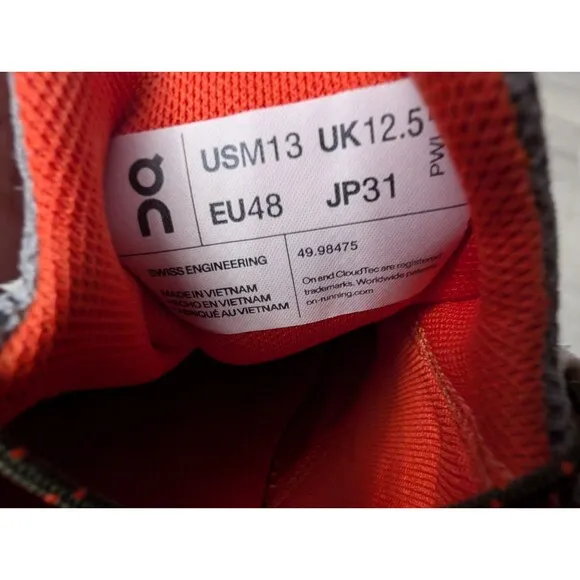 USM13 UK12.5
EU48 JP31
SWISS ENGINEERING
MADE IN VIETNAM
HECHO EN VIETNAM
FABRIQUÉ AU VIETNAM
49.98475
On and CloudTec are registered
trademarks. Worldwide patents
on-running.com